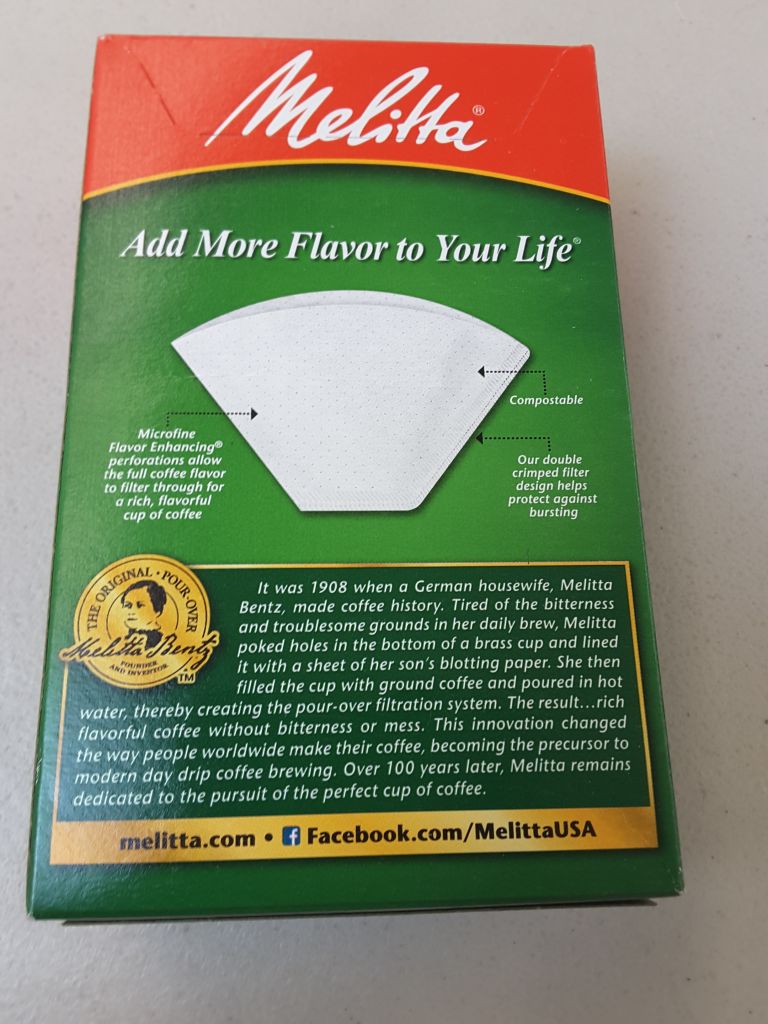 Melitta®
Add More Flavor to Your Life®
Compostable
Microfine
Flavor Enhancing®
perforations allow
the full coffee flavor
to filter through for
a rich, flavorful
cup of coffee
Our double
crimped filter
design helps
protect against
bursting
THE ORIGINAL • POUR-OVER
Melitta Bentz
FOUNDER
AND INVENTOR
TM
It was 1908 when a German housewife, Melitta
Bentz, made coffee history. Tired of the bitterness
and troublesome grounds in her daily brew, Melitta
poked holes in the bottom of a brass cup and lined
it with a sheet of her son's blotting paper. She then
filled the cup with ground coffee and poured in hot
water, thereby creating the pour-over filtration system. The result...rich
flavorful coffee without bitterness or mess. This innovation changed
the way people worldwide make their coffee, becoming the precursor to
modern day drip coffee brewing. Over 100 years later, Melitta remains
dedicated to the pursuit of the perfect cup of coffee.
melitta.com • f Facebook.com/MelittaUSA